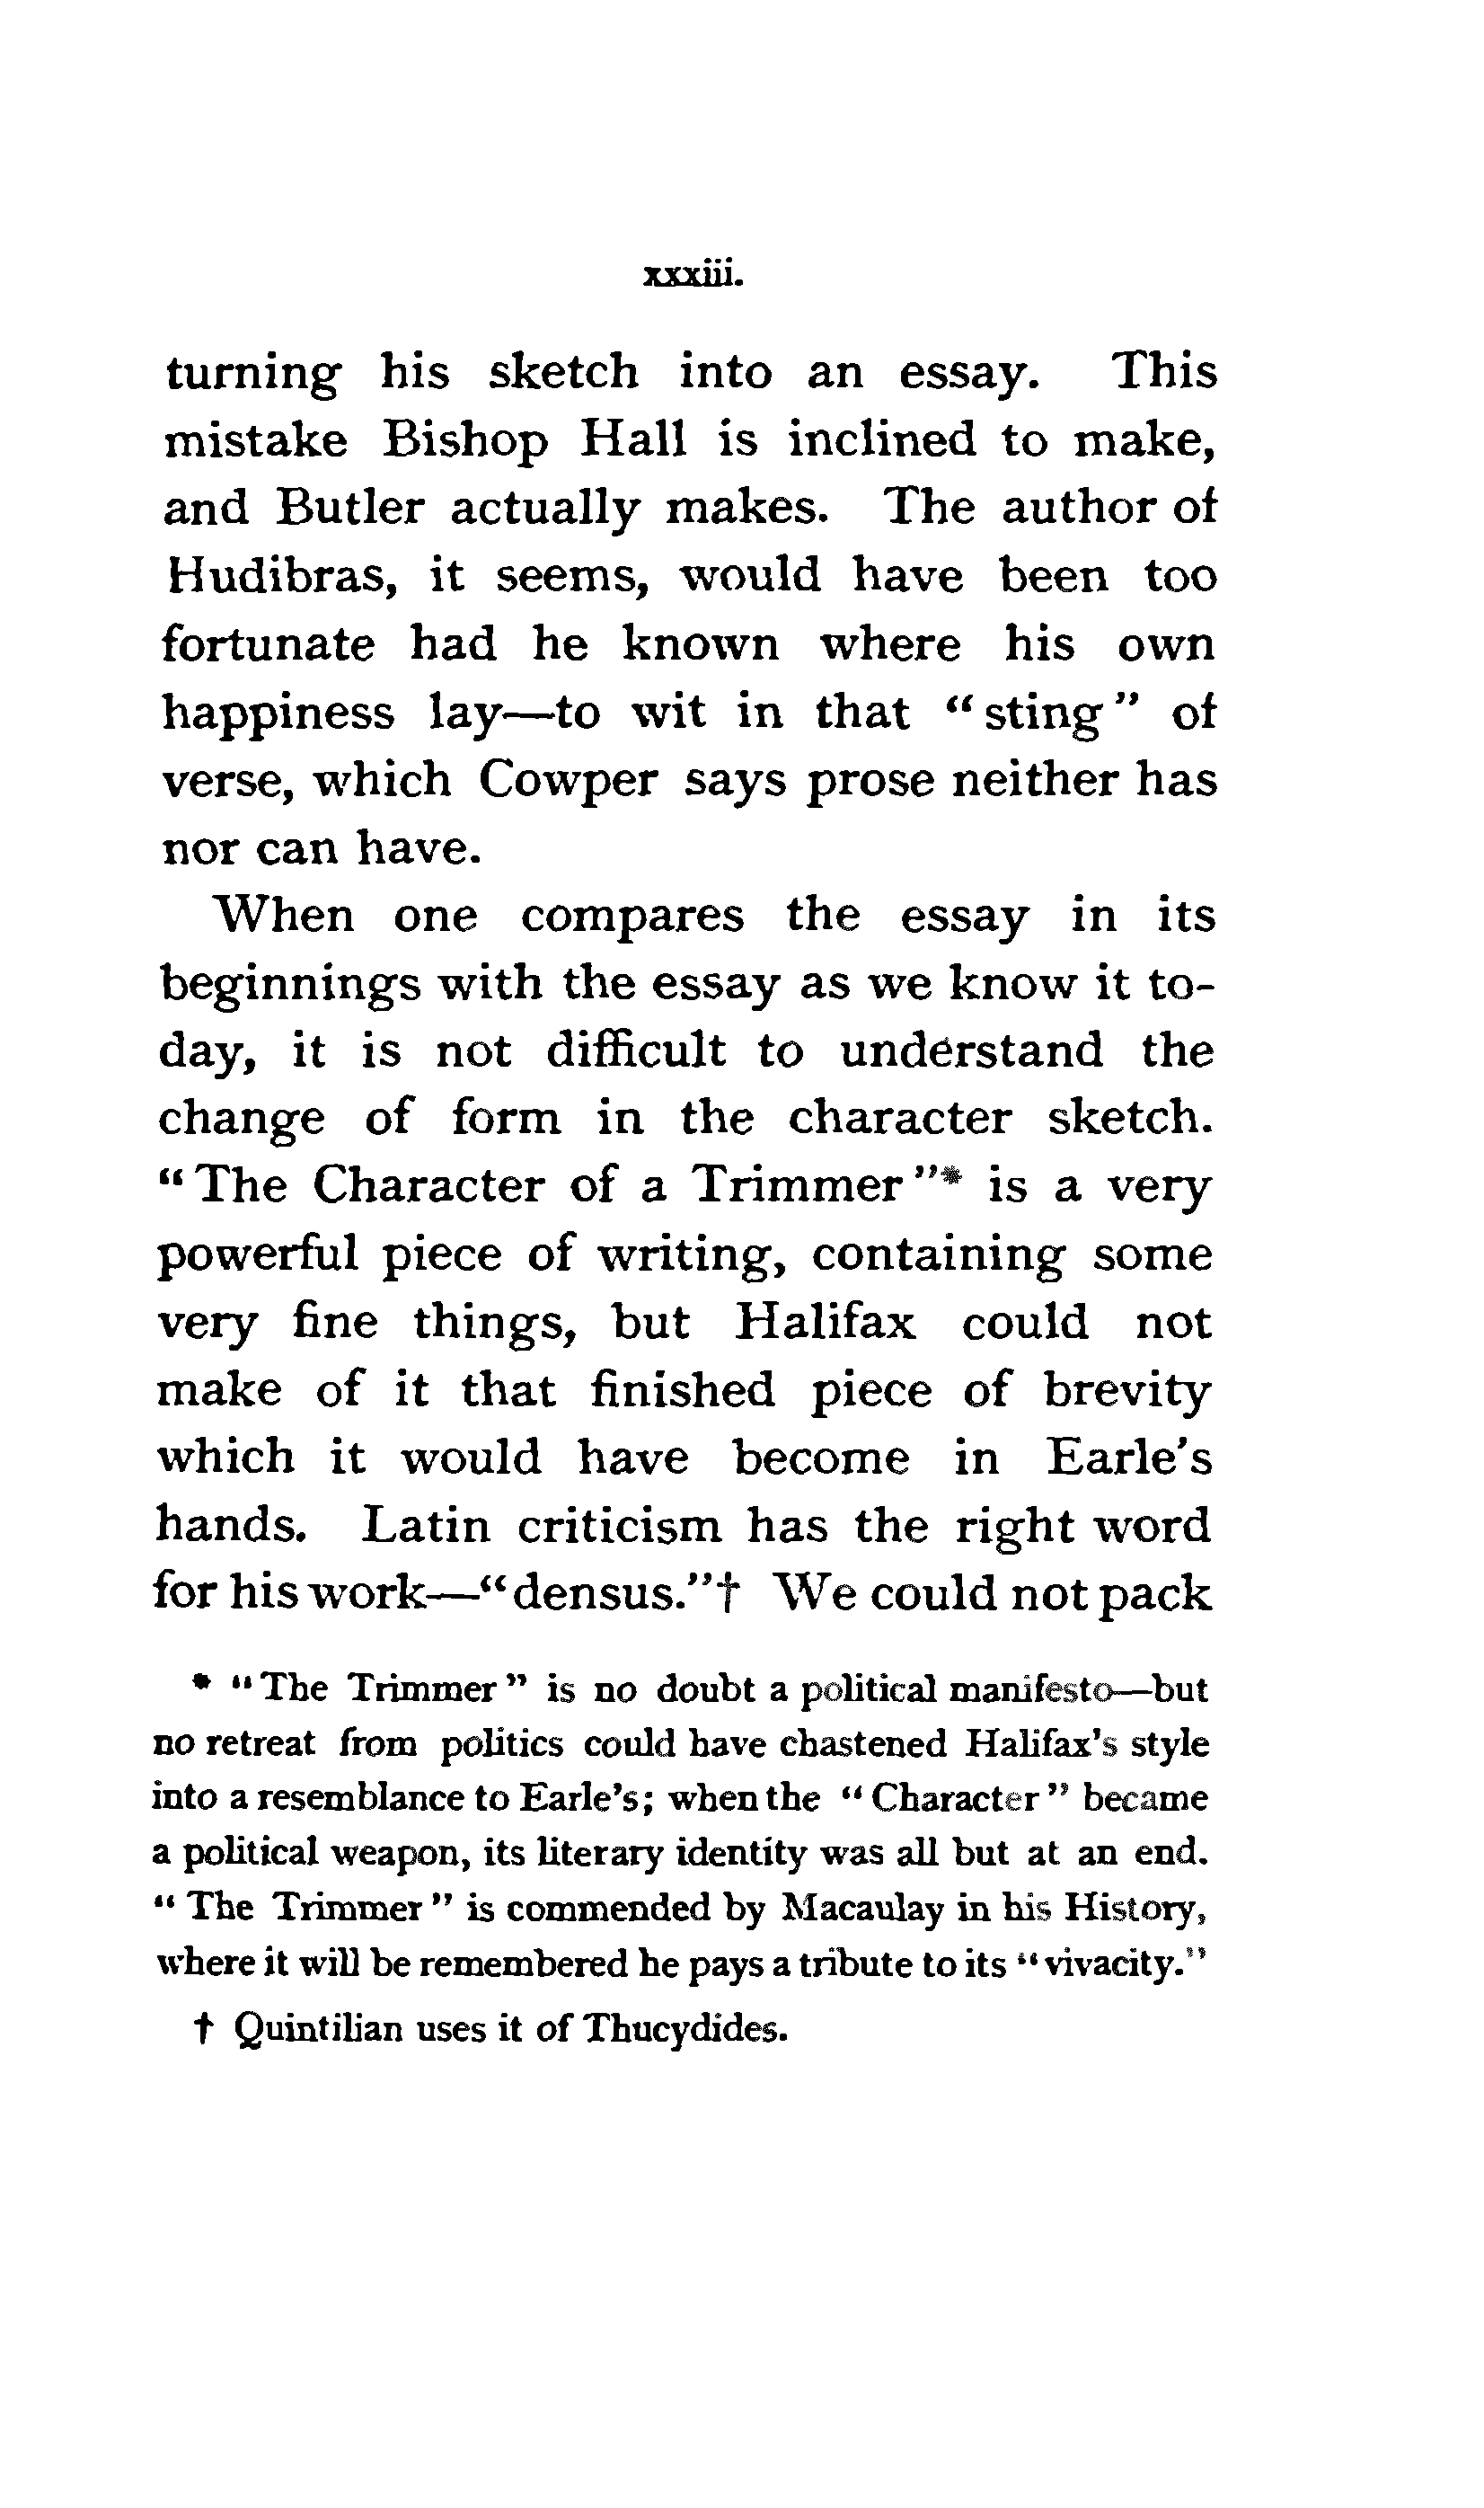 xxxiii.
turning his sketch into an essay. This
mistake Bishop Hall is inclined to make,
and Butler actually makes. The author of
Hudibras, it seems, would have been too
fortunate had he known where his own
happiness lay—to wit in that "sting" of
verse, which Cowper says prose neither has
nor can have.
When one compares the essay in its
beginnings with the essay as we know it to-
day, it is not difficult to understand the
change of form in the character sketch.
"The Character of a Trimmer"* is a very
powerful piece of writing, containing some
very fine things, but Halifax could not
make of it that finished piece of brevity
which it would have become in Earle's
hands. Latin criticism has the right word
for his work—"densus."† We could not pack
* "The Trimmer" is no doubt a political manifesto—but
no retreat from politics could have chastened Halifax's style
into a resemblance to Earle's; when the "Character" became
a political weapon, its literary identity was all but at an end.
"The Trimmer" is commended by Macaulay in his History,
where it will be remembered he pays a tribute to its "vivacity."
† Quintilian uses it of Thucydides.